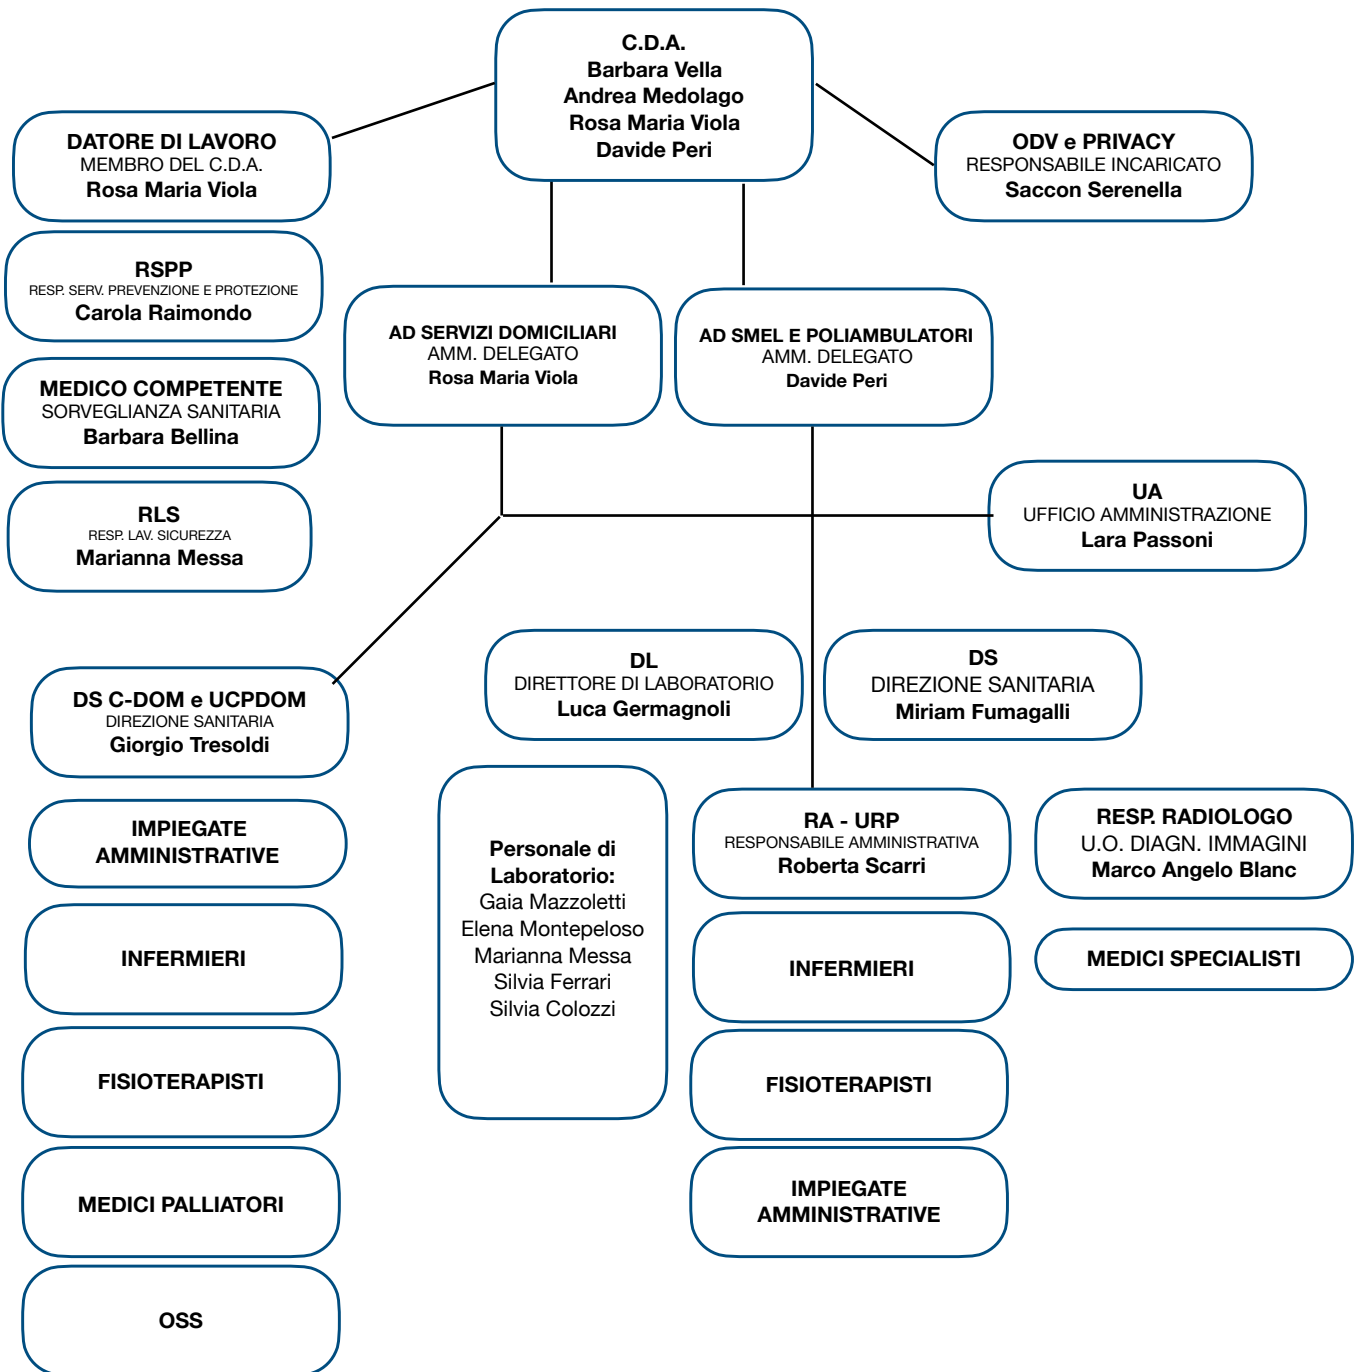 C.D.A.
Barbara Vella
Andrea Medolago
Rosa Maria Viola
Davide Peri
DATORE DI LAVORO
MEMBRO DEL C.D.A.
Rosa Maria Viola
ODV e PRIVACY
RESPONSABILE INCARICATO
Saccon Serenella
RSPP
RESP. SERV. PREVENZIONE E PROTEZIONE
Carola Raimondo
AD SERVIZI DOMICILIARI
AMM. DELEGATO
Rosa Maria Viola
AD SMEL E POLIAMBULATORI
AMM. DELEGATO
Davide Peri
MEDICO COMPETENTE
SORVEGLIANZA SANITARIA
Barbara Bellina
RLS
RESP. LAV. SICUREZZA
Marianna Messa
UA
UFFICIO AMMINISTRAZIONE
Lara Passoni
DS C-DOM e UCPDOM
DIREZIONE SANITARIA
Giorgio Tresoldi
DL
DIRETTORE DI LABORATORIO
Luca Germagnoli
DS
DIREZIONE SANITARIA
Miriam Fumagalli
IMPIEGATE
AMMINISTRATIVE
INFERMIERI
FISIOTERAPISTI
MEDICI PALLIATORI
OSS
Personale di
Laboratorio:
Gaia Mazzoletti
Elena Montepeloso
Marianna Messa
Silvia Ferrari
Silvia Colozzi
RA - URP
RESPONSABILE AMMINISTRATIVA
Roberta Scarri
INFERMIERI
FISIOTERAPISTI
IMPIEGATE
AMMINISTRATIVE
RESP. RADIOLOGO
U.O. DIAGN. IMMAGINI
Marco Angelo Blanc
MEDICI SPECIALISTI